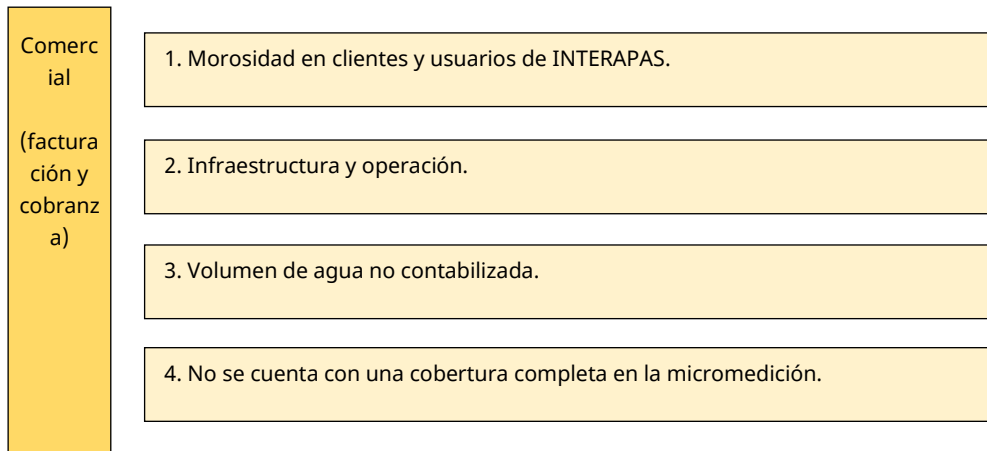 Comerc
ial
(factura
ción y
cobranz
a)
1. Morosidad en clientes y usuarios de INTERAPAS.
2. Infraestructura y operación.
3. Volumen de agua no contabilizada.
4. No se cuenta con una cobertura completa en la micromedición.